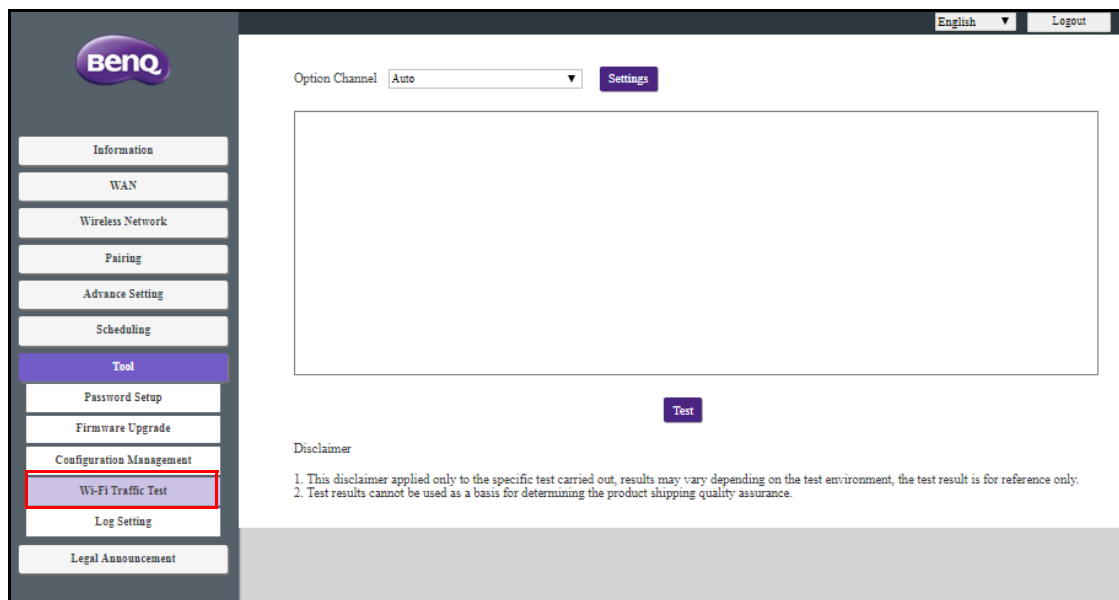 English
Logout
BenQ
Option Channel Auto Settings
Information
WAN
Wireless Network
Pairing
Advance Setting
Scheduling
Tool
Password Setup
Firmware Upgrade
Configuration Management
Wi-Fi Traffic Test
Log Setting
Legal Announcement
Test
Disclaimer
1. This disclaimer applied only to the specific test carried out, results may vary depending on the test environment, the test result is for reference only.
2. Test results cannot be used as a basis for determining the product shipping quality assurance.